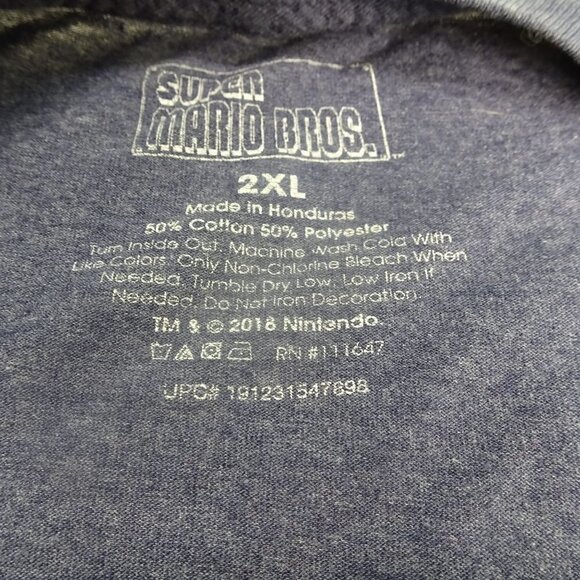 SUPER
MARIO BROS.™
2XL
Made in Honduras
50% Cotton 50% Polyester
Turn Inside Out. Machine Wash Cold With
Like Colors. Only Non-Chlorine Bleach When
Needed. Tumble Dry Low. Low Iron If
Needed. Do Not Iron Decoration.
TM & © 2018 Nintendo.
RN #111647
UPC# 191231547898